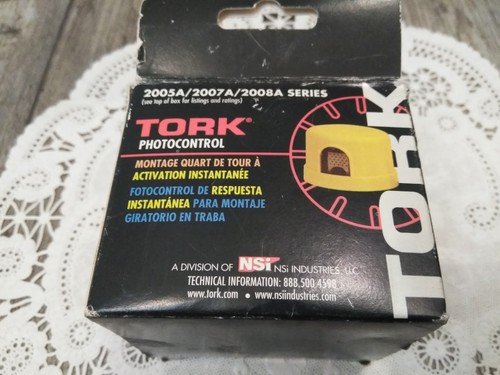 2005A/2007A/2008A SERIES
(see top of box for listings and ratings)
TORK®
PHOTOCONTROL
MONTAGE QUART DE TOUR À
ACTIVATION INSTANTANÉE
FOTOCONTROL DE RESPUESTA
INSTANTÁNEA PARA MONTAJE
GIRATORIO EN TRABA
TORK
A DIVISION OF NSi NSi INDUSTRIES, LLC
TECHNICAL INFORMATION: 888.500.4598
www.tork.com • www.nsiindustries.com